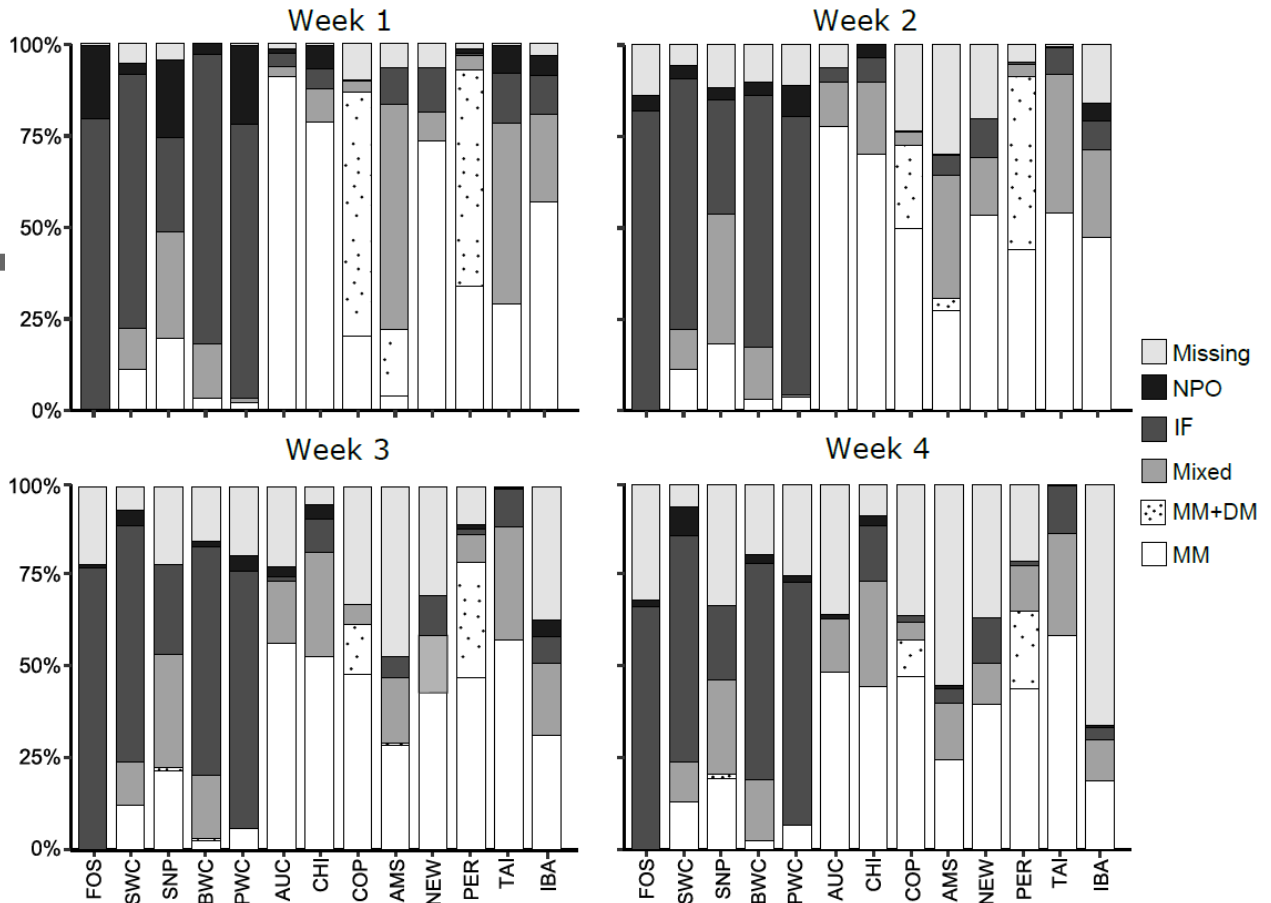 Week 1
Week 2
100%
75%
50%
25%
0%
Missing
NPO
IF
Mixed
MM+DM
MM
Week 3
Week 4
100%
75%
50%
25%
0%
FOS
SWC
SNP
BWC
PWC
AUC
CHI
COP
AMS
NEW
PER
TAI
IBA
FOS
SWC
SNP
BWC
PWC
AUC
CHI
COP
AMS
NEW
PER
TAI
IBA